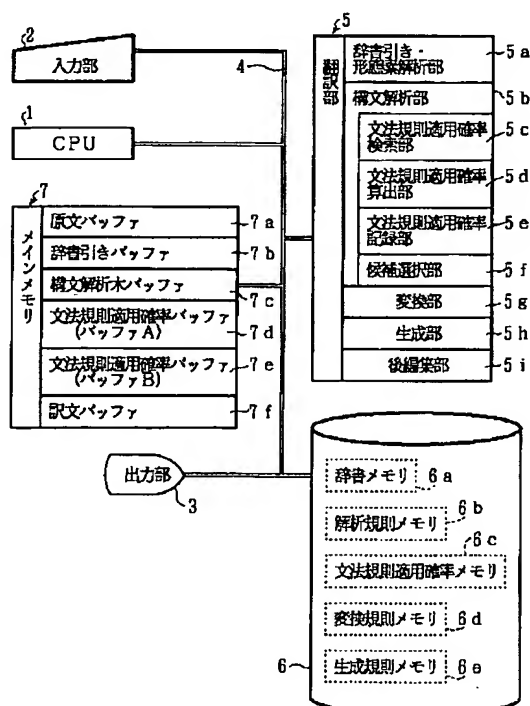 2
入力部
4
1
CPU
7
メインメモリ
原文バッファ
7a
辞書引きバッファ
7b
構文解析木バッファ
7c
文法規則適用確率バッファ
(バッファA)
7d
文法規則適用確率バッファ
(バッファB)
7e
訳文バッファ
7f
出力部
3
5
翻訳部
辞書引き・
形態素解析部
5a
構文解析部
5b
文法規則適用確率
検索部
5c
文法規則適用確率
算出部
5d
文法規則適用確率
記録部
5e
候補選択部
5f
変換部
5g
生成部
5h
後編集部
5i
辞書メモリ
6a
解析規則メモリ
6b
6c
文法規則適用確率メモリ
変換規則メモリ
6d
生成規則メモリ
6e
6